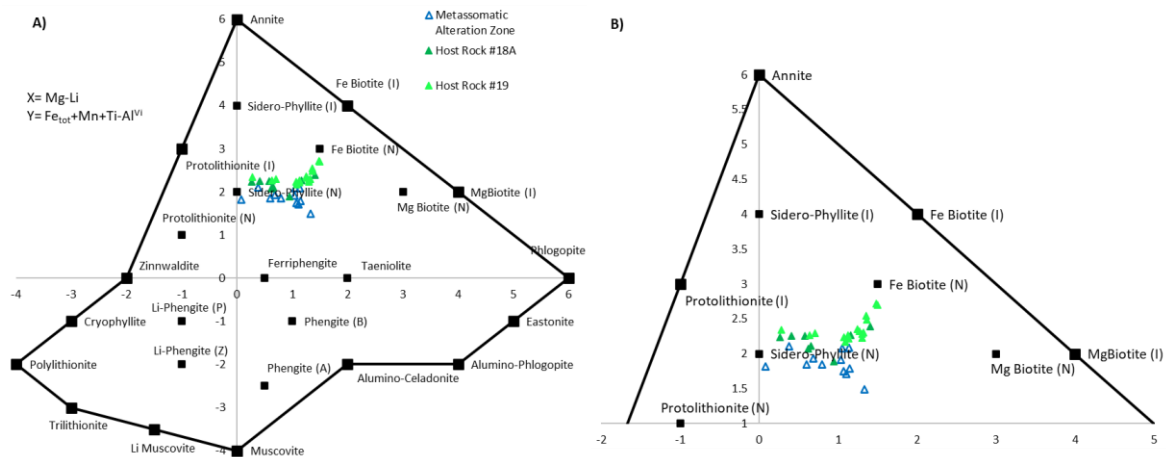 A)
X= Mg-Li
Y= Fetot+Mn+Ti-AlVi
Metassomatic
Alteration Zone
Host Rock #18A
Host Rock #19
6
Annite
5
Fe Biotite (I)
4
Sidero-Phyllite (I)
3
Fe Biotite (N)
Protolithionite (I)
2
Sidero-Phyllite (N)
MgBiotite (I)
Mg Biotite (N)
Protolithionite (N)
1
Zinnwaldite
Ferriphengite
Taeniolite
Phlogopite
0
-4 -3 -2 -1 0 1 2 3 4 5 6
Cryophyllite
Li-Phengite (P)
-1
Phengite (B)
Eastonite
Polylithionite
Li-Phengite (Z)
-2
Phengite (A)
Alumino-Celadonite
Alumino-Phlogopite
Trilithionite
-3
Li Muscovite
-4
Muscovite
B)
6
Annite
5.5
5
4.5
4
Sidero-Phyllite (I)
Fe Biotite (I)
3.5
3
Protolithionite (I)
Fe Biotite (N)
2.5
2
Sidero-Phyllite (N)
Mg Biotite (N)
MgBiotite (I)
1.5
Protolithionite (N)
1
-2 -1 0 1 2 3 4 5